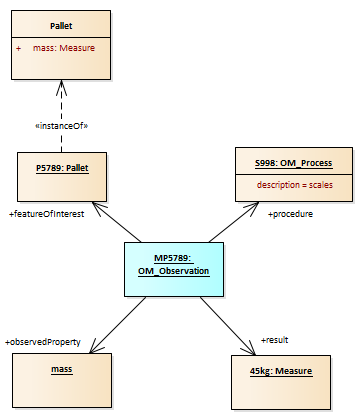 Pallet
+ mass: Measure
«instanceOf»
P5789: Pallet
S998: OM_Process
description = scales
+featureOfInterest
+procedure
MP5789:
OM_Observation
+observedProperty
+result
mass
45kg: Measure